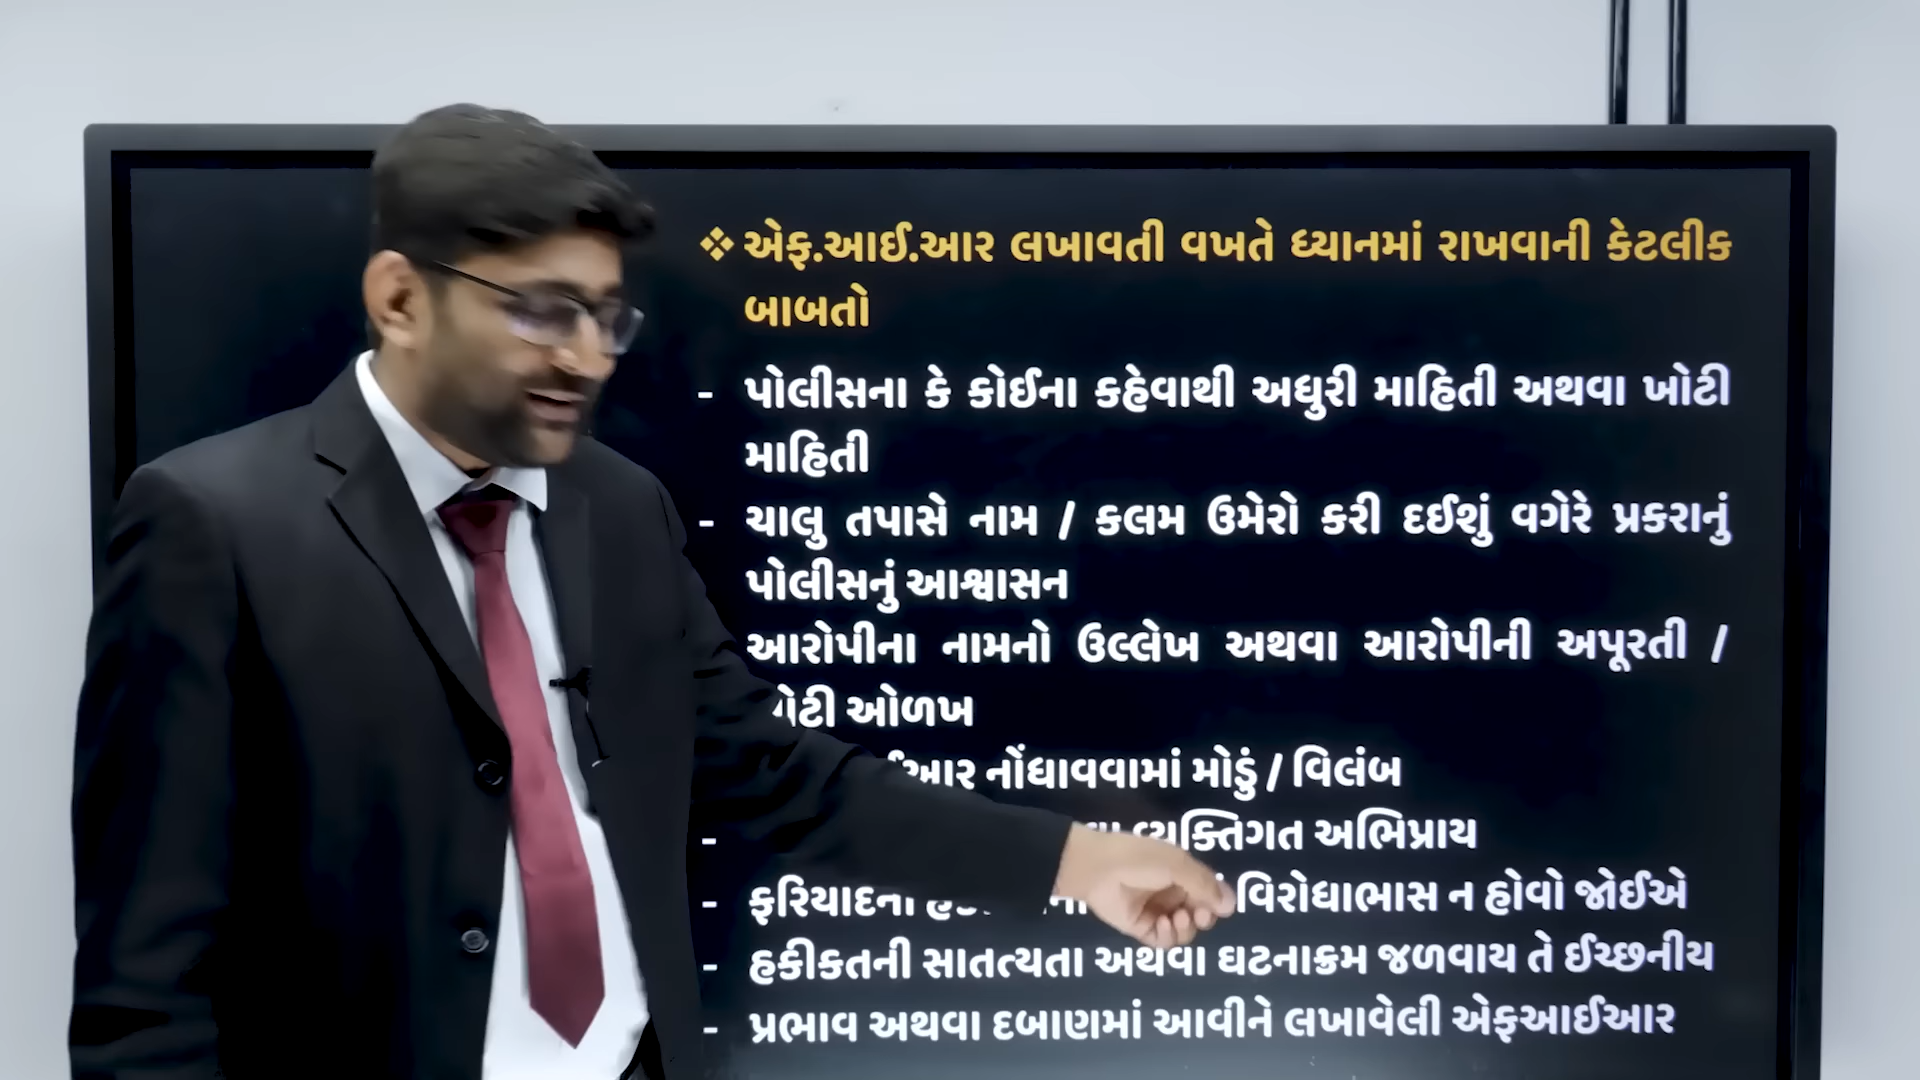 ❖ એફ.આઈ.આર લખાવતી વખતે ધ્યાનમાં રાખવાની કેટલીક
બાબતો
- પોલીસના કે કોઈના કહેવાથી અધુરી માહિતી અથવા ખોટી
માહિતી
- ચાલુ તપાસે નામ / કલમ ઉમેરો કરી દઈશું વગેરે પ્રકરાનું
પોલીસનું આશ્વાસન
આરોપીના નામનો ઉલ્લેખ અથવા આરોપીની અપૂરતી /
ઓળખ
નોંધાવવામાં મોડું / વિલંબ
- વ્યક્તિગત અભિપ્રાય
- ફરિયાદના વિરોધાભાસ ન હોવો જોઈએ
- હકીકતની સાતત્યતા અથવા ઘટનાક્રમ જળવાય તે ઈચ્છનીય
- પ્રભાવ અથવા દબાણમાં આવીને લખાવેલી એફઆઈઆર